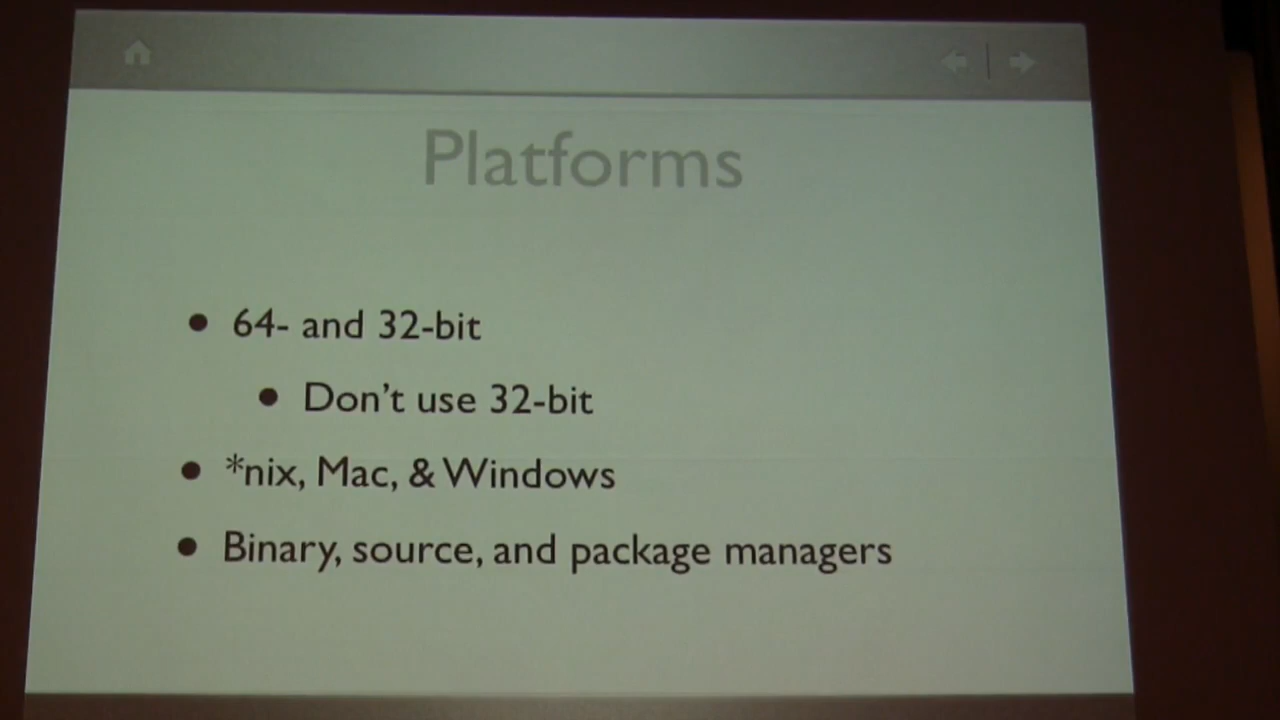 Platforms
• 64- and 32-bit
• Don't use 32-bit
• *nix, Mac, & Windows
• Binary, source, and package managers